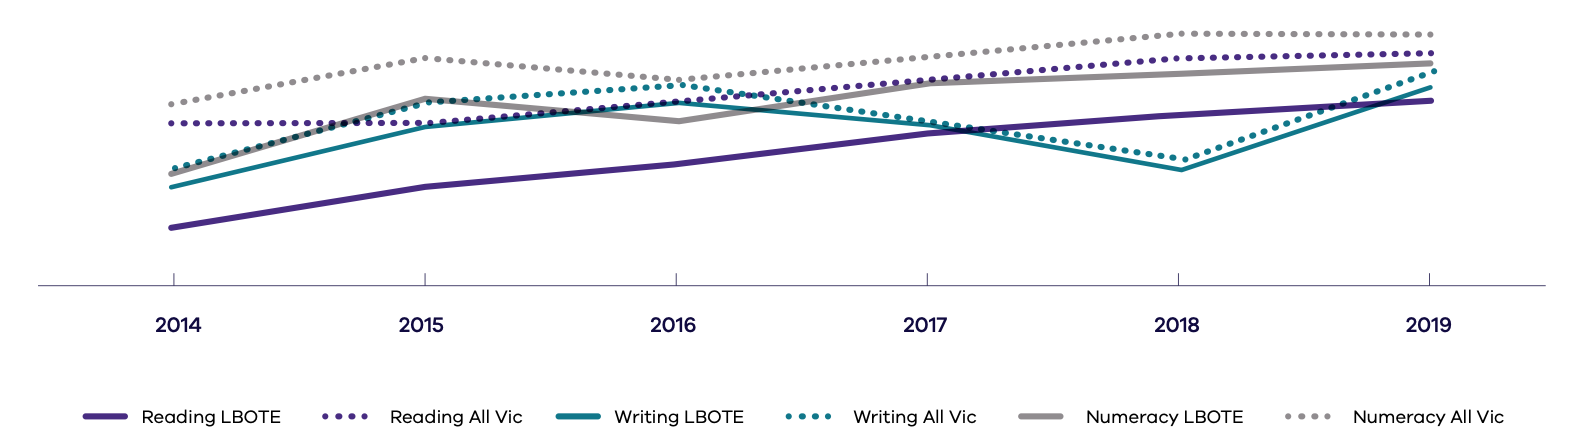 2014 2015 2016 2017 2018 2019
Reading LBOTE Reading All Vic Writing LBOTE Writing All Vic Numeracy LBOTE Numeracy All Vic